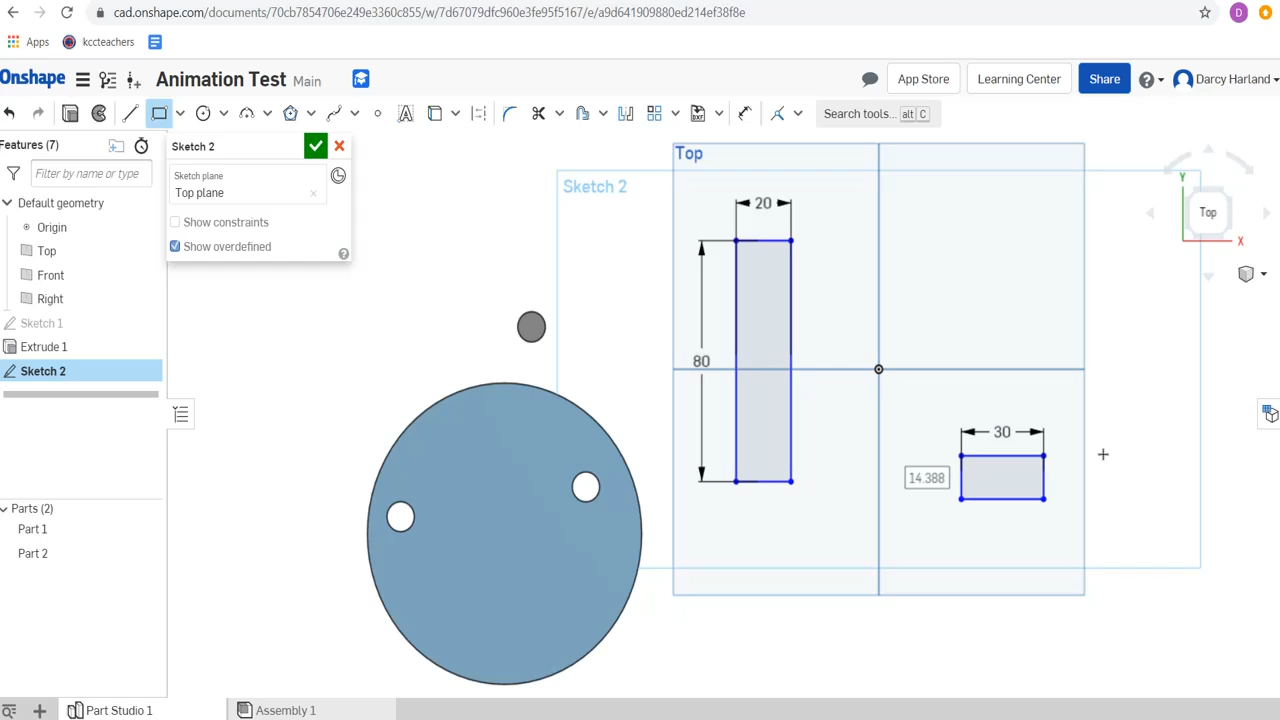 cad.onshape.com/documents/70cb7854706e249e3360c855/w/7d67079dfc960e3fe95f5167/e/a9d641909880ed214ef38f8e
D
Apps kccteachers
Onshape Animation Test Main App Store Learning Center Share Darcy Harland
Search tools... alt C
Features (7)
Filter by name or type
Default geometry
Origin
Top
Front
Right
Sketch 1
Extrude 1
Sketch 2
Parts (2)
Part 1
Part 2
Sketch 2
Sketch plane
Top plane
Show constraints
Show overdefined
Top
Sketch 2
20
80
30
14.388
Y
Top
X
Part Studio 1 Assembly 1